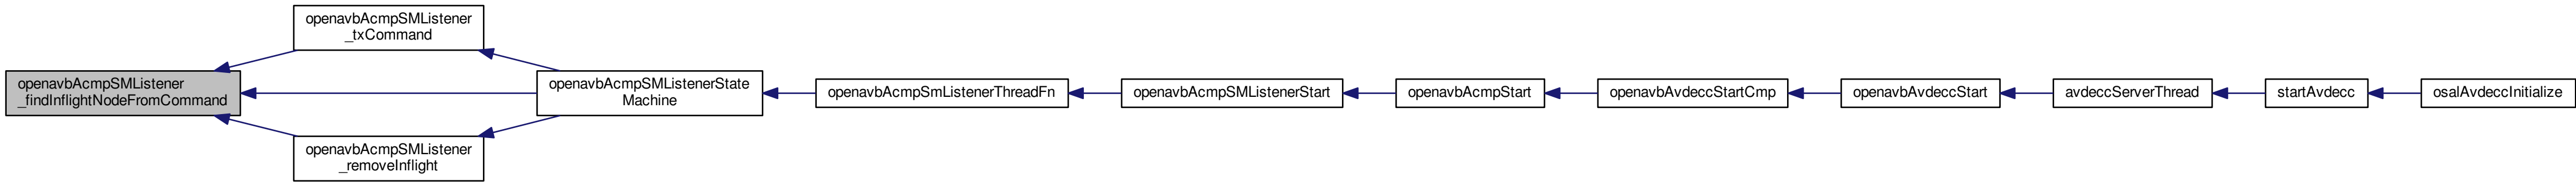 openavbAcmpSMListener
_findInflightNodeFromCommand
openavbAcmpSMListener
_txCommand
openavbAcmpSMListener
_removeInflight
openavbAcmpSMListenerState
Machine
openavbAcmpSmListenerThreadFn
openavbAcmpSMListenerStart
openavbAcmpStart
openavbAvdeccStartCmp
openavbAvdeccStart
avdeccServerThread
startAvdecc
osalAvdeccInitialize